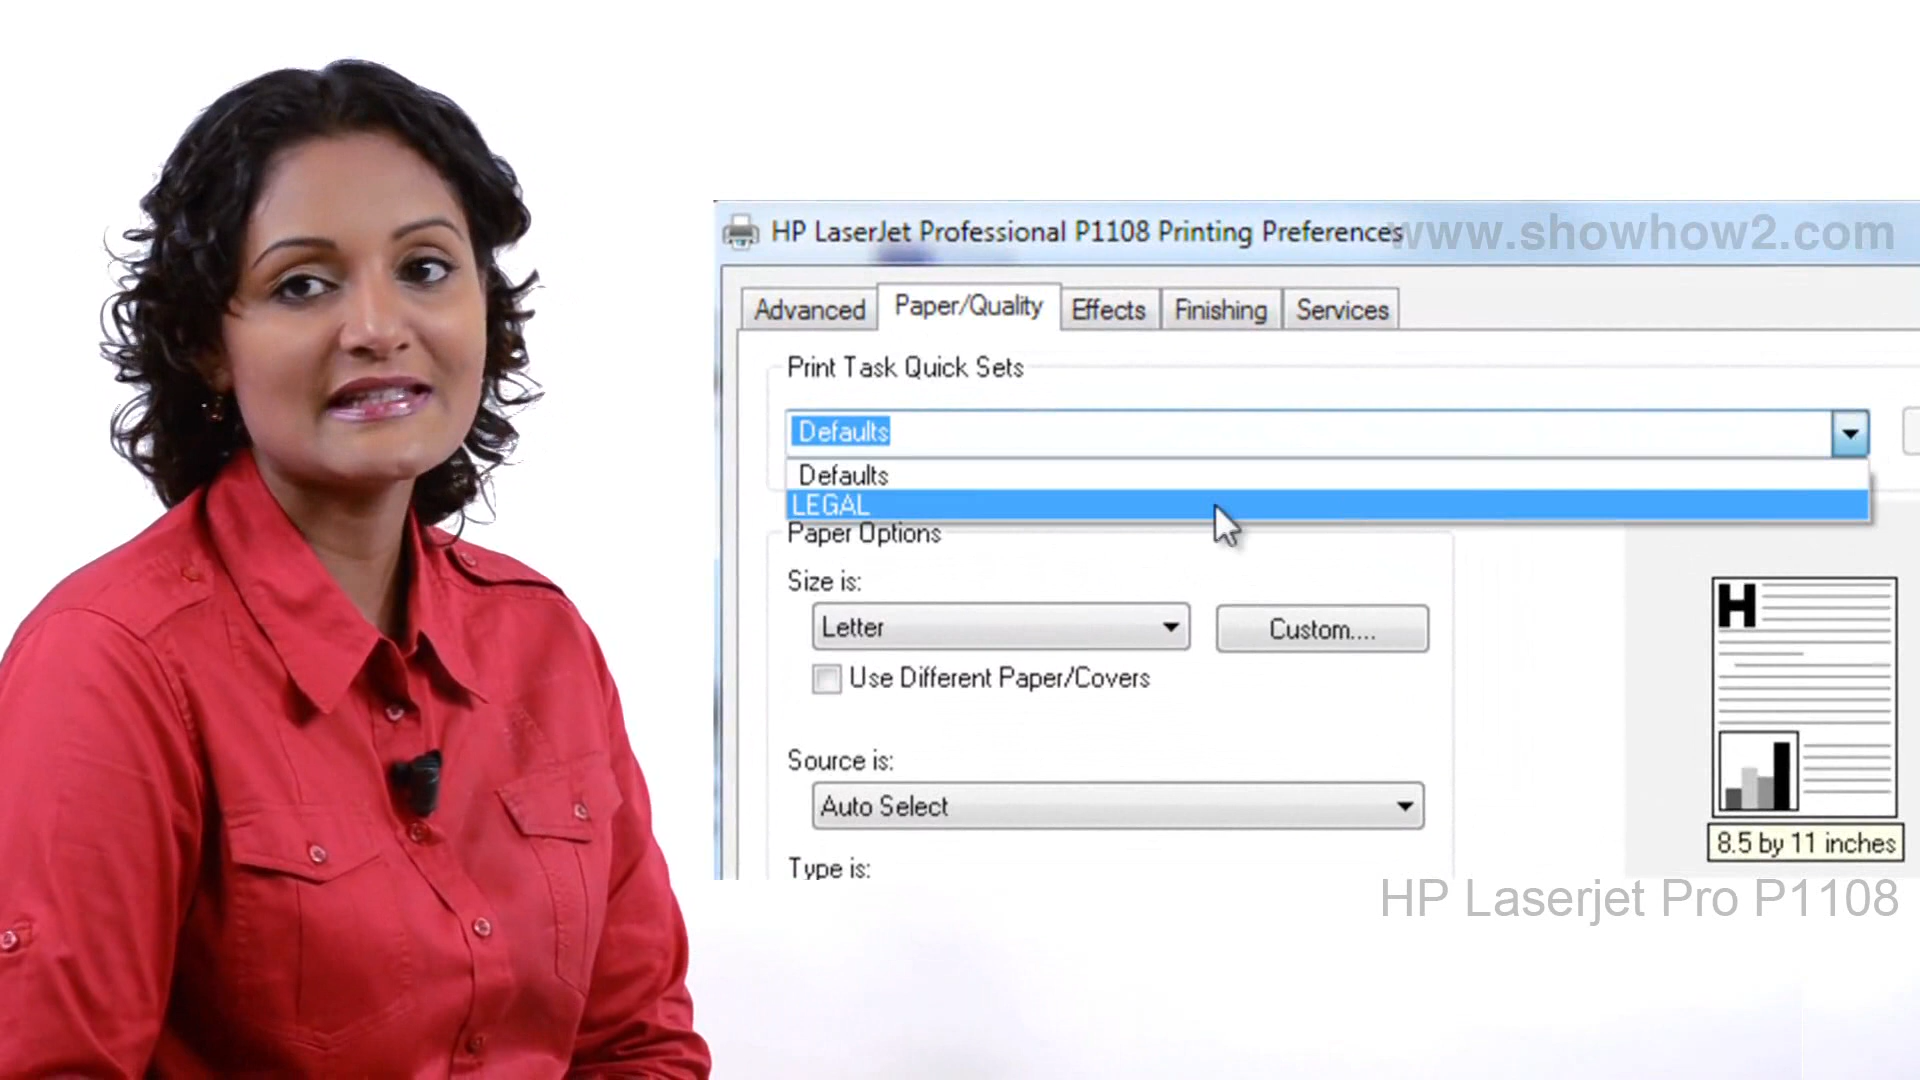 HP LaserJet Professional P1108 Printing Preferences
www.showhow2.com
Advanced
Paper/Quality
Effects
Finishing
Services
Print Task Quick Sets
Defaults
Defaults
LEGAL
Paper Options
Size is:
Letter
Custom....
Use Different Paper/Covers
H
Source is:
Auto Select
8.5 by 11 inches
Type is:
HP Laserjet Pro P1108